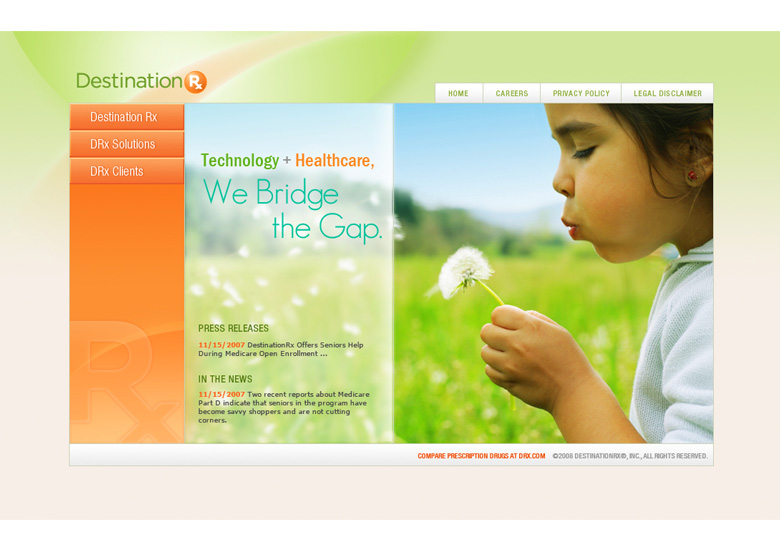 Destination Rx
HOME
CAREERS
PRIVACY POLICY
LEGAL DISCLAIMER
Destination Rx
DRx Solutions
DRx Clients
Technology + Healthcare,
We Bridge
the Gap.
PRESS RELEASES
11/15/2007 DestinationRx Offers Seniors Help
During Medicare Open Enrollment ...
IN THE NEWS
11/15/2007 Two recent reports about Medicare
Part D indicate that seniors in the program have
become savvy shoppers and are not cutting
corners.
Rx
COMPARE PRESCRIPTION DRUGS AT DRX.COM ©2008 DESTINATIONRX®, INC., ALL RIGHTS RESERVED.